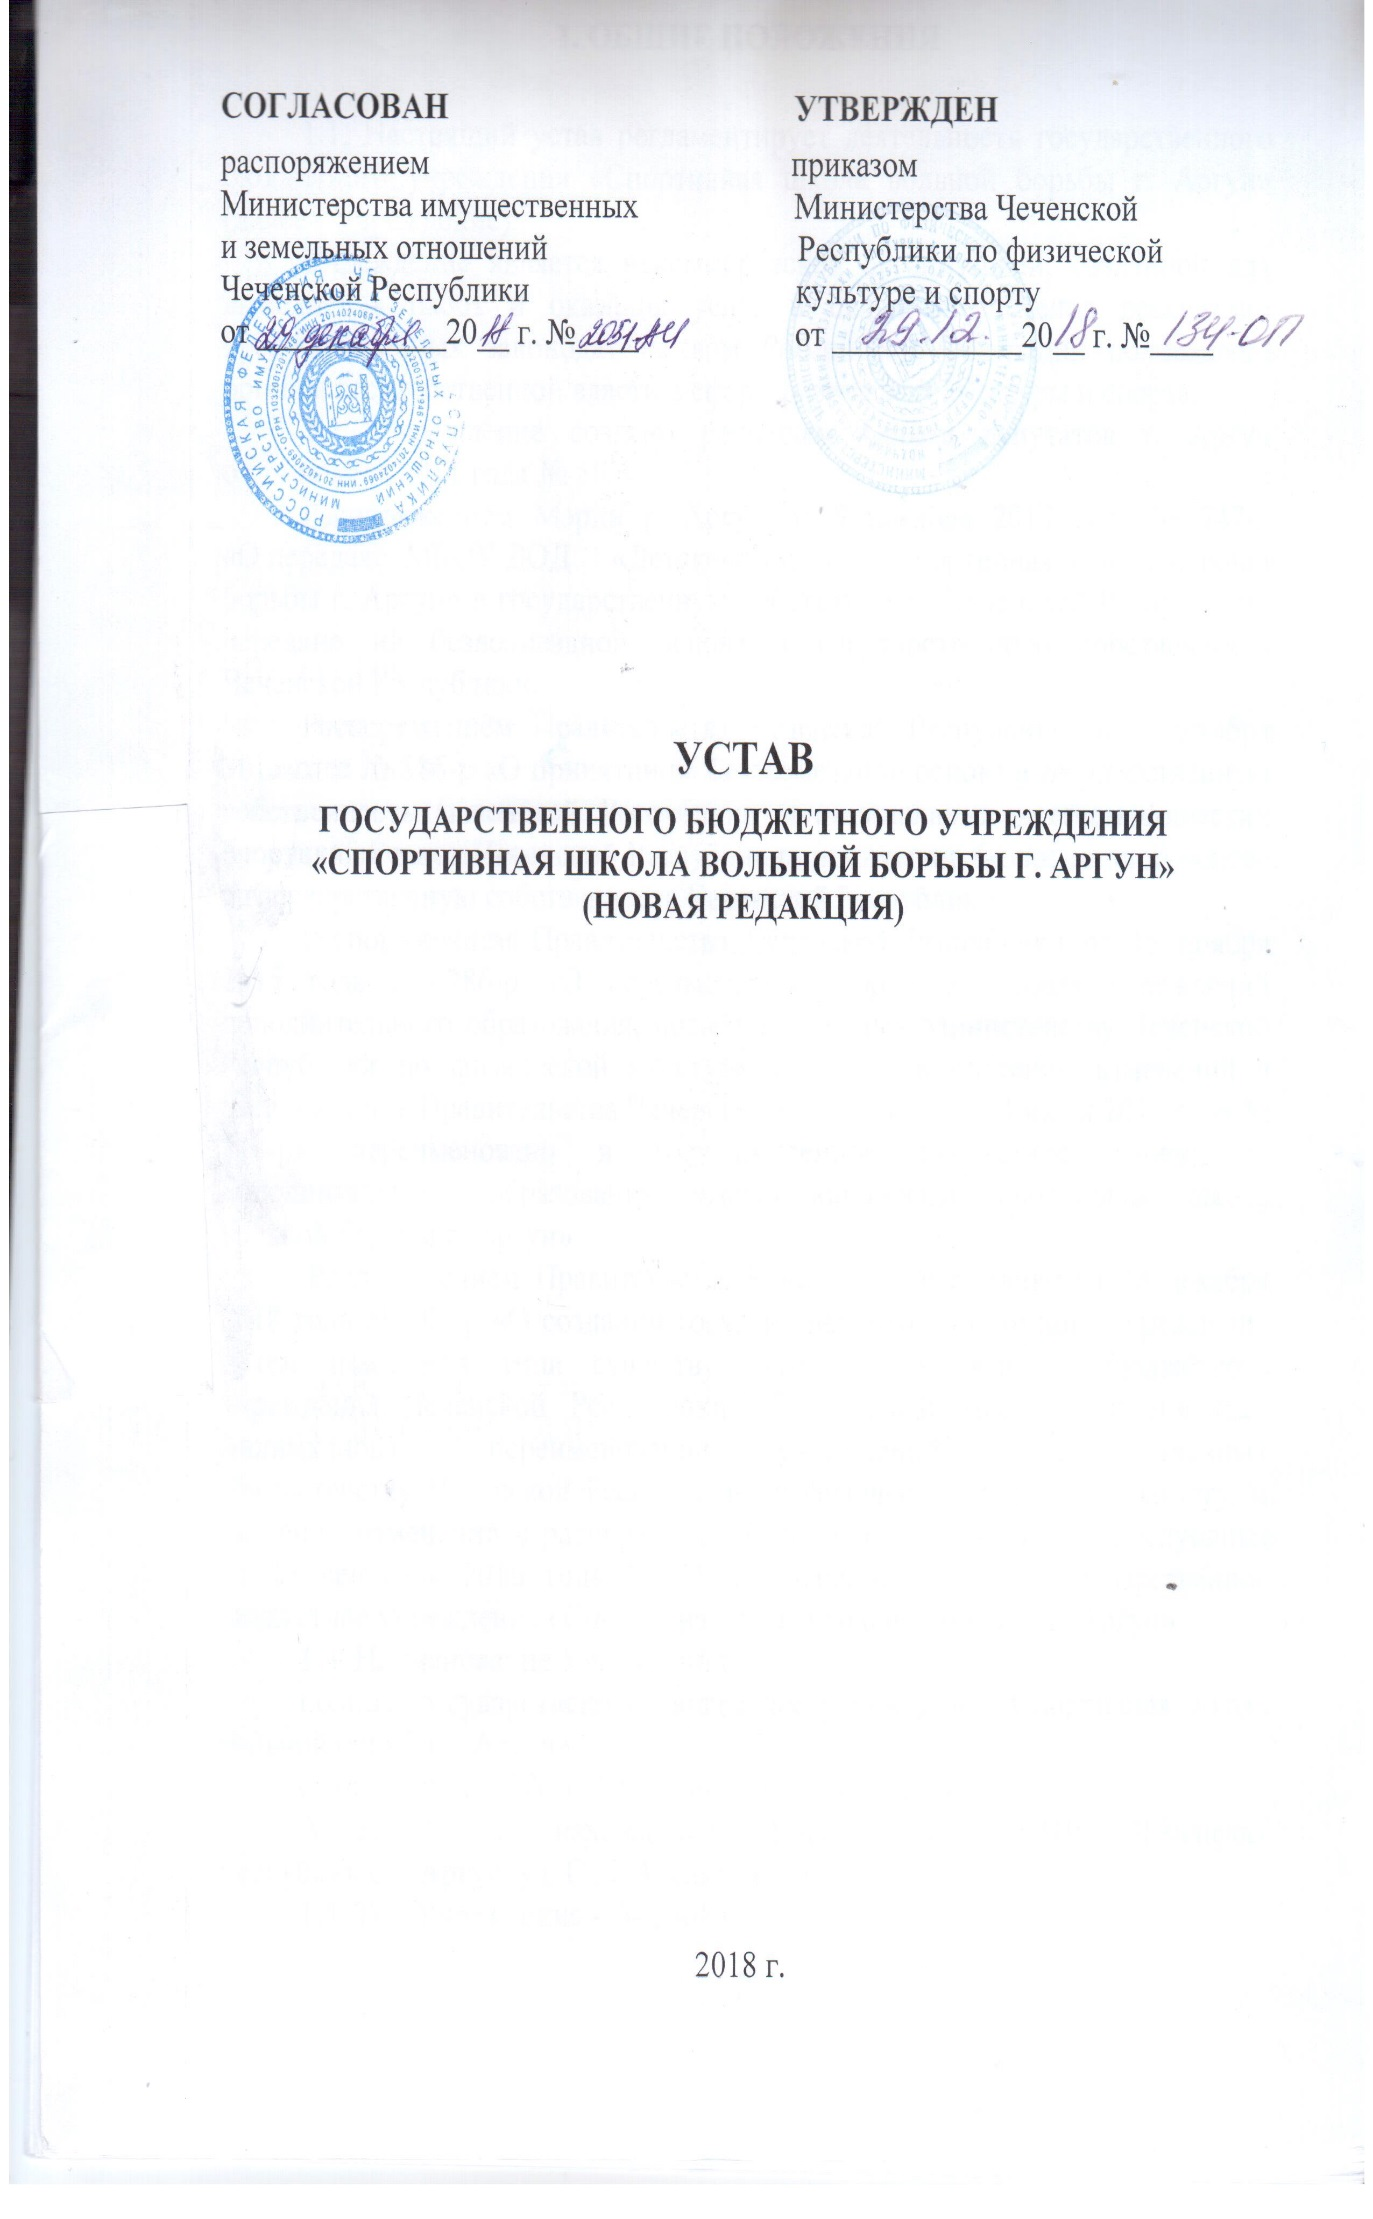 СОГЛАСОВАН
распоряжением
Министерства имущественных
и земельных отношений
Чеченской Республики
от 29 декабря 2018 г. №
УТВЕРЖДЕН
приказом
Министерства Чеченской
Республики по физической
культуре и спорту
от 29.12. 2018 г. № 134-ОП
УСТАВ
ГОСУДАРСТВЕННОГО БЮДЖЕТНОГО УЧРЕЖДЕНИЯ
«СПОРТИВНАЯ ШКОЛА ВОЛЬНОЙ БОРЬБЫ Г. АРГУН»
(НОВАЯ РЕДАКЦИЯ)
2018 г.